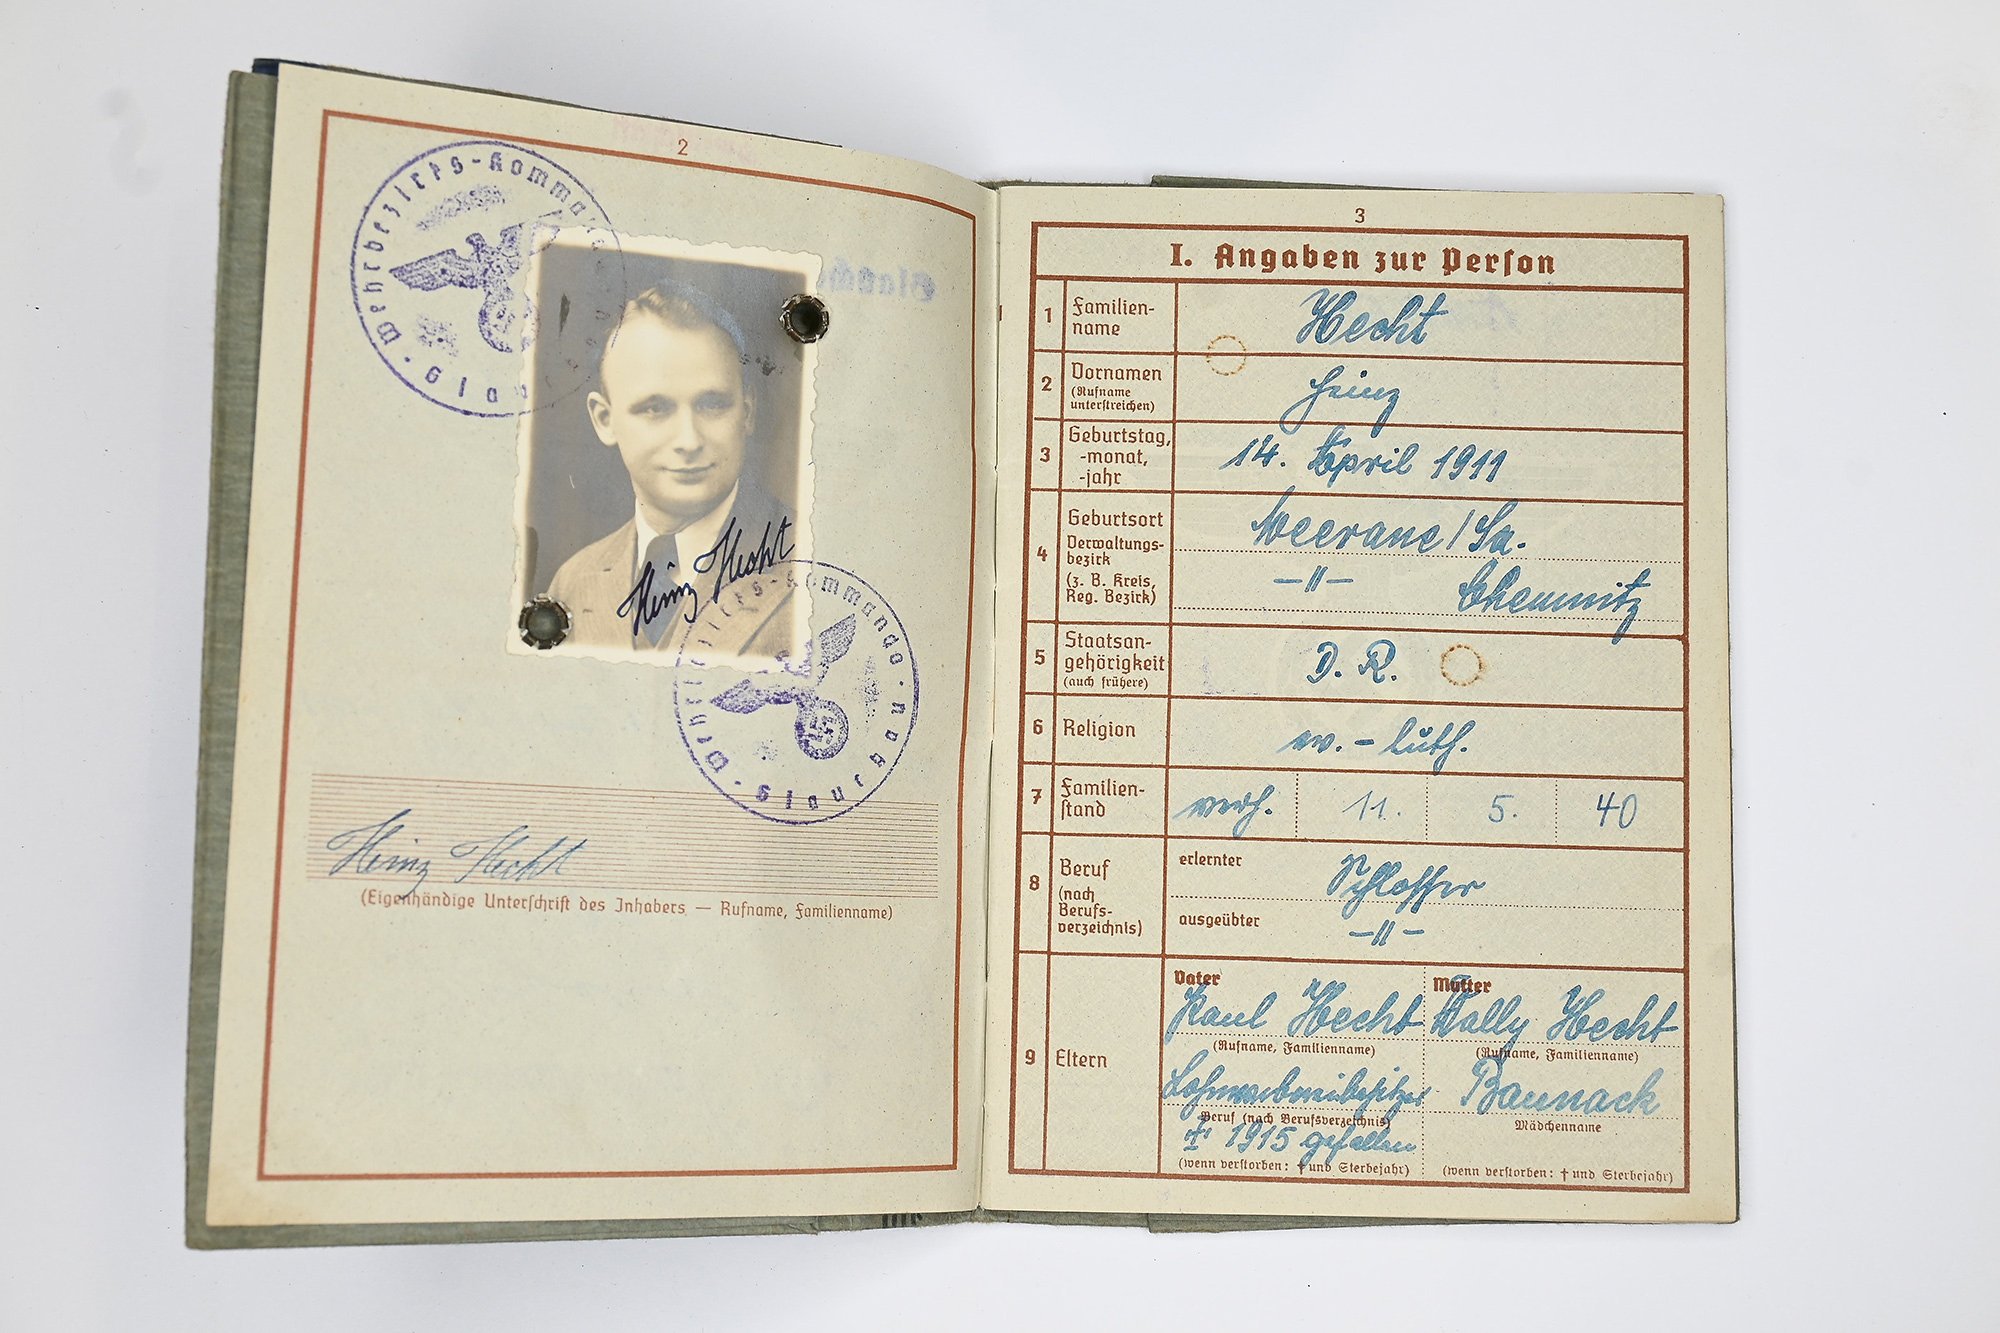 2
Wehrbezirks-Kommando
Wehrbezirks-Kommando
Heinz Hecht
Heinz Hecht
(Eigenhändige Unterſchrift des Inhabers — Rufname, Familienname)
3
I. Angaben zur Perſon
1 Familien-
name
Hecht
2 Vornamen
(Rufname
unterſtreichen)
Heinz
3 Geburtstag,
-monat,
-jahr
14. April 1911
4 Geburtsort
Verwaltungs-
bezirk
(z. B. Kreis,
Reg. Bezirk)
Meerane/Sa.
—"— Chemnitz
5 Staatsan-
gehörigkeit
(auch frühere)
D. R.
6 Religion
ev. - luth.
7 Familien-
ſtand
verh. 11. 5. 40
8 Beruf
(nach
Berufs-
verzeichnis)
erlernter Schlosser
ausgeübter —"—
9 Eltern
Vater
Paul Hecht
(Rufname, Familienname)
Lohnwebereibesitzer
Beruf (nach Berufsverzeichnis)
† 1915 gefallen
(wenn verſtorben: † und Sterbejahr)
Mutter
Wally Hecht
(Rufname, Familienname)
Baunack
Mädchenname
(wenn verſtorben: † und Sterbejahr)